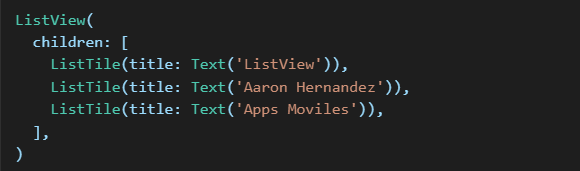 ListView(
  children: [
    ListTile(title: Text('ListView')),
    ListTile(title: Text('Aaron Hernandez')),
    ListTile(title: Text('Apps Moviles')),
  ],
)